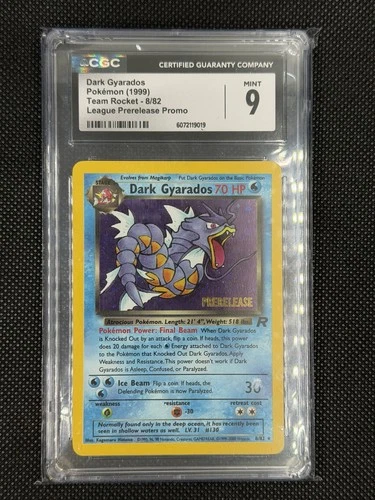 CGC CERTIFIED GUARANTY COMPANY
Dark Gyarados
Pokémon (1999)
Team Rocket - 8/82
League Prerelease Promo
MINT
9
6072119019
Evolves from Magikarp Put Dark Gyarados on the Basic Pokémon
Dark Gyarados 70 HP
PRERELEASE
Atrocious Pokémon. Length: 21' 4", Weight: 518 lbs.
R
Pokémon Power: Final Beam When Dark Gyarados
is Knocked Out by an attack, flip a coin. If heads, this
power does 20 damage for each Energy attached to Dark Gyarados
to the Pokémon that Knocked Out Dark Gyarados. Apply
Weakness and Resistance. This power doesn't work if Dark
Gyarados is Asleep, Confused, or Paralyzed.
Ice Beam Flip a coin. If heads, the
Defending Pokémon is now Paralyzed.
30
weakness resistance retreat cost
-30
Normally found only in the deep ocean, it has recently been
seen in shallow waters as well. LV. 31 #130
8/82